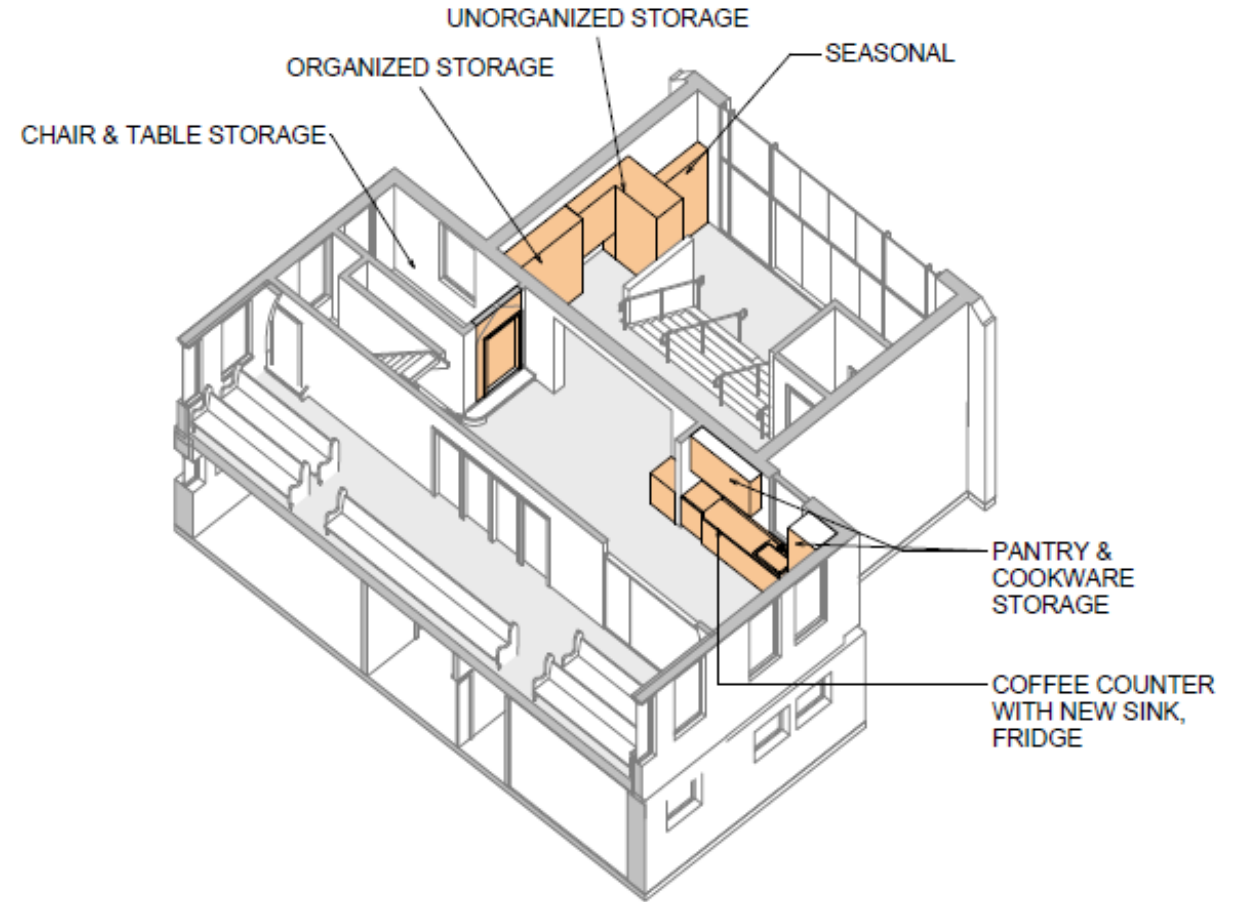 UNORGANIZED STORAGE
SEASONAL
ORGANIZED STORAGE
CHAIR & TABLE STORAGE
PANTRY &
COOKWARE
STORAGE
COFFEE COUNTER
WITH NEW SINK,
FRIDGE